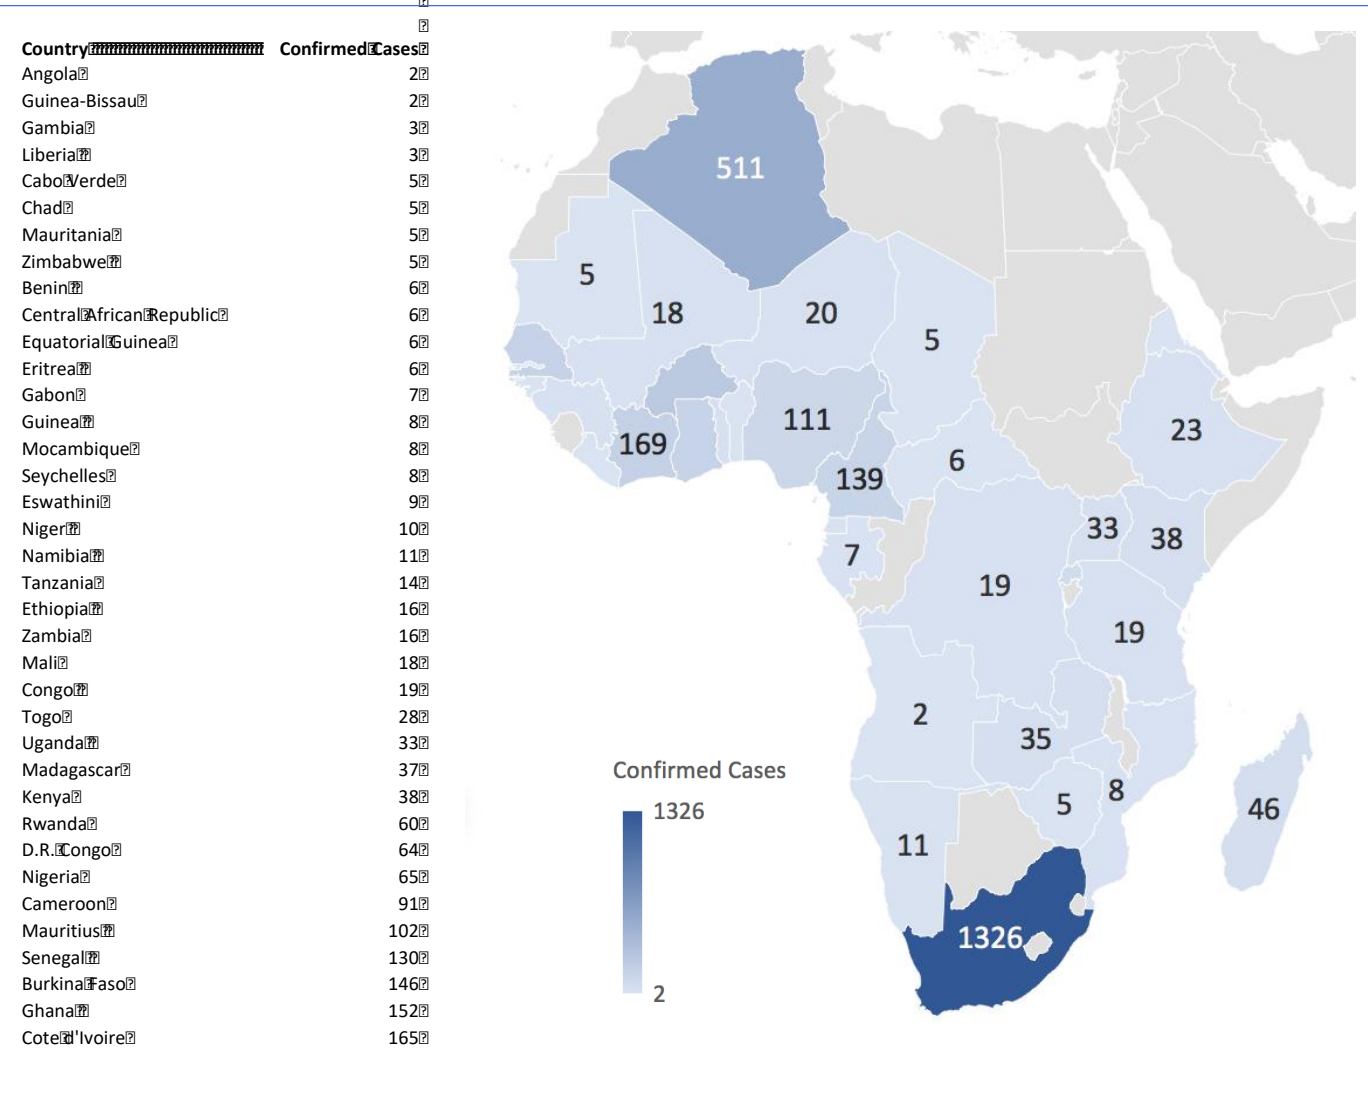 Country Confirmed Cases
Angola 2
Guinea-Bissau 2
Gambia 3
Liberia 3
Cabo Verde 5
Chad 5
Mauritania 5
Zimbabwe 5
Benin 6
Central African Republic 6
Equatorial Guinea 6
Eritrea 6
Gabon 7
Guinea 8
Mocambique 8
Seychelles 8
Eswathini 9
Niger 10
Namibia 11
Tanzania 14
Ethiopia 16
Zambia 16
Mali 18
Congo 19
Togo 28
Uganda 33
Madagascar 37
Kenya 38
Rwanda 60
D.R. Congo 64
Nigeria 65
Cameroon 91
Mauritius 102
Senegal 130
Burkina Faso 146
Ghana 152
Cote d'Ivoire 165
511
5
18
20
5
111
23
169
6
139
33
38
7
19
19
2
35
8
5
46
11
1326
Confirmed Cases
1326
2